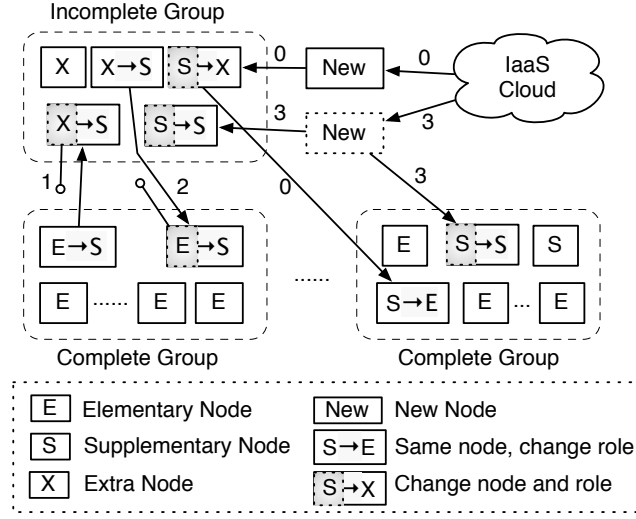 Incomplete Group
X X→S S→X 0 New 0 IaaS Cloud
X→S S→S 3 New 3
1 2 0 3
E→S E→S E S→S S
E ...... E E ...... S→E E ... E
Complete Group Complete Group
E Elementary Node New New Node
S Supplementary Node S→E Same node, change role
X Extra Node S→X Change node and role